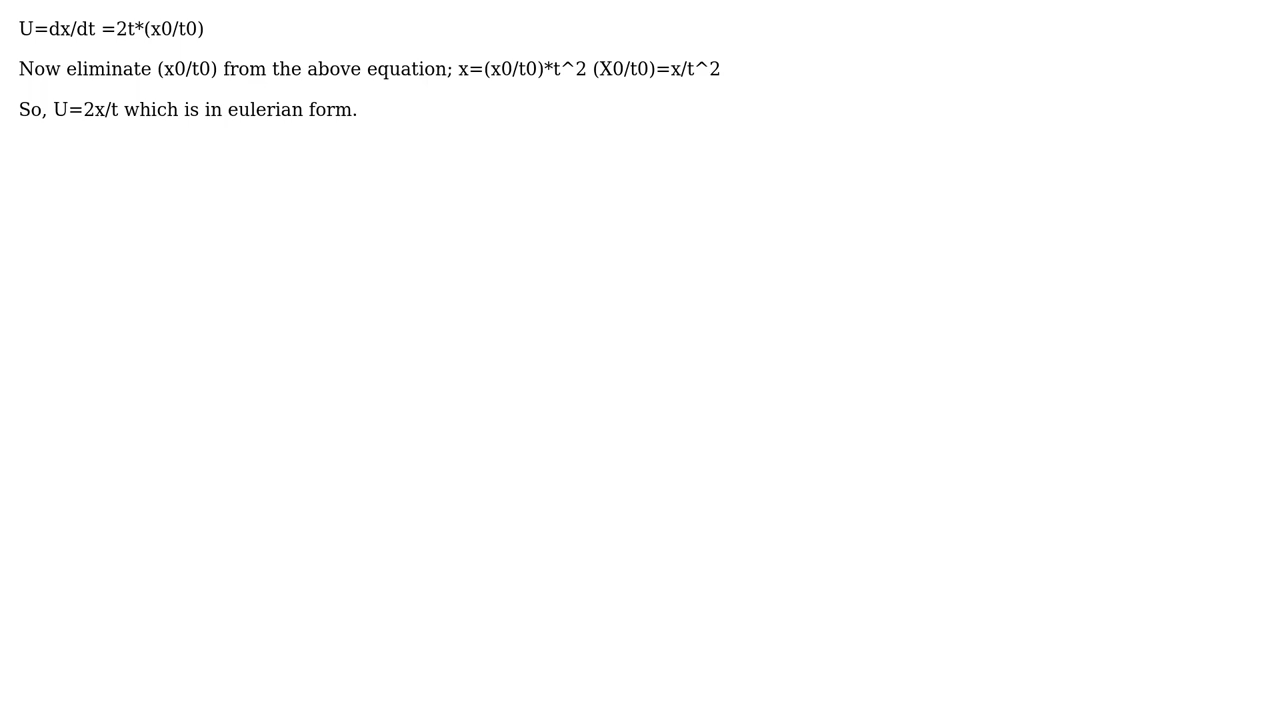 U=dx/dt =2t*(x0/t0)
Now eliminate (x0/t0) from the above equation; x=(x0/t0)*t^2 (X0/t0)=x/t^2
So, U=2x/t which is in eulerian form.